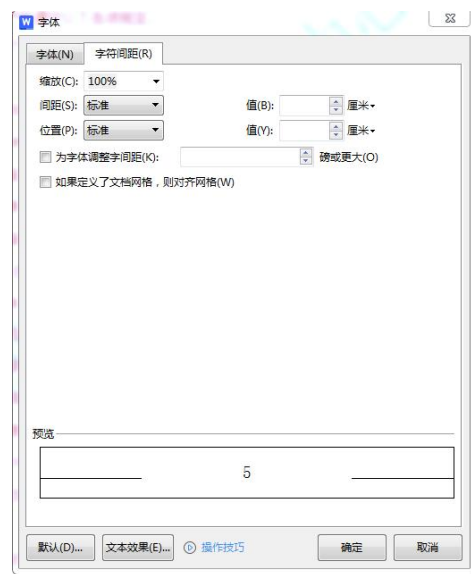 W 字体
字体(N) 字符间距(R)
缩放(C): 100%
间距(S): 标准 值(B): 厘米
位置(P): 标准 值(Y): 厘米
为字体调整字间距(K): 磅或更大(O)
如果定义了文档网格，则对齐网格(W)
预览
5
默认(D)... 文本效果(E)... 操作技巧 确定 取消